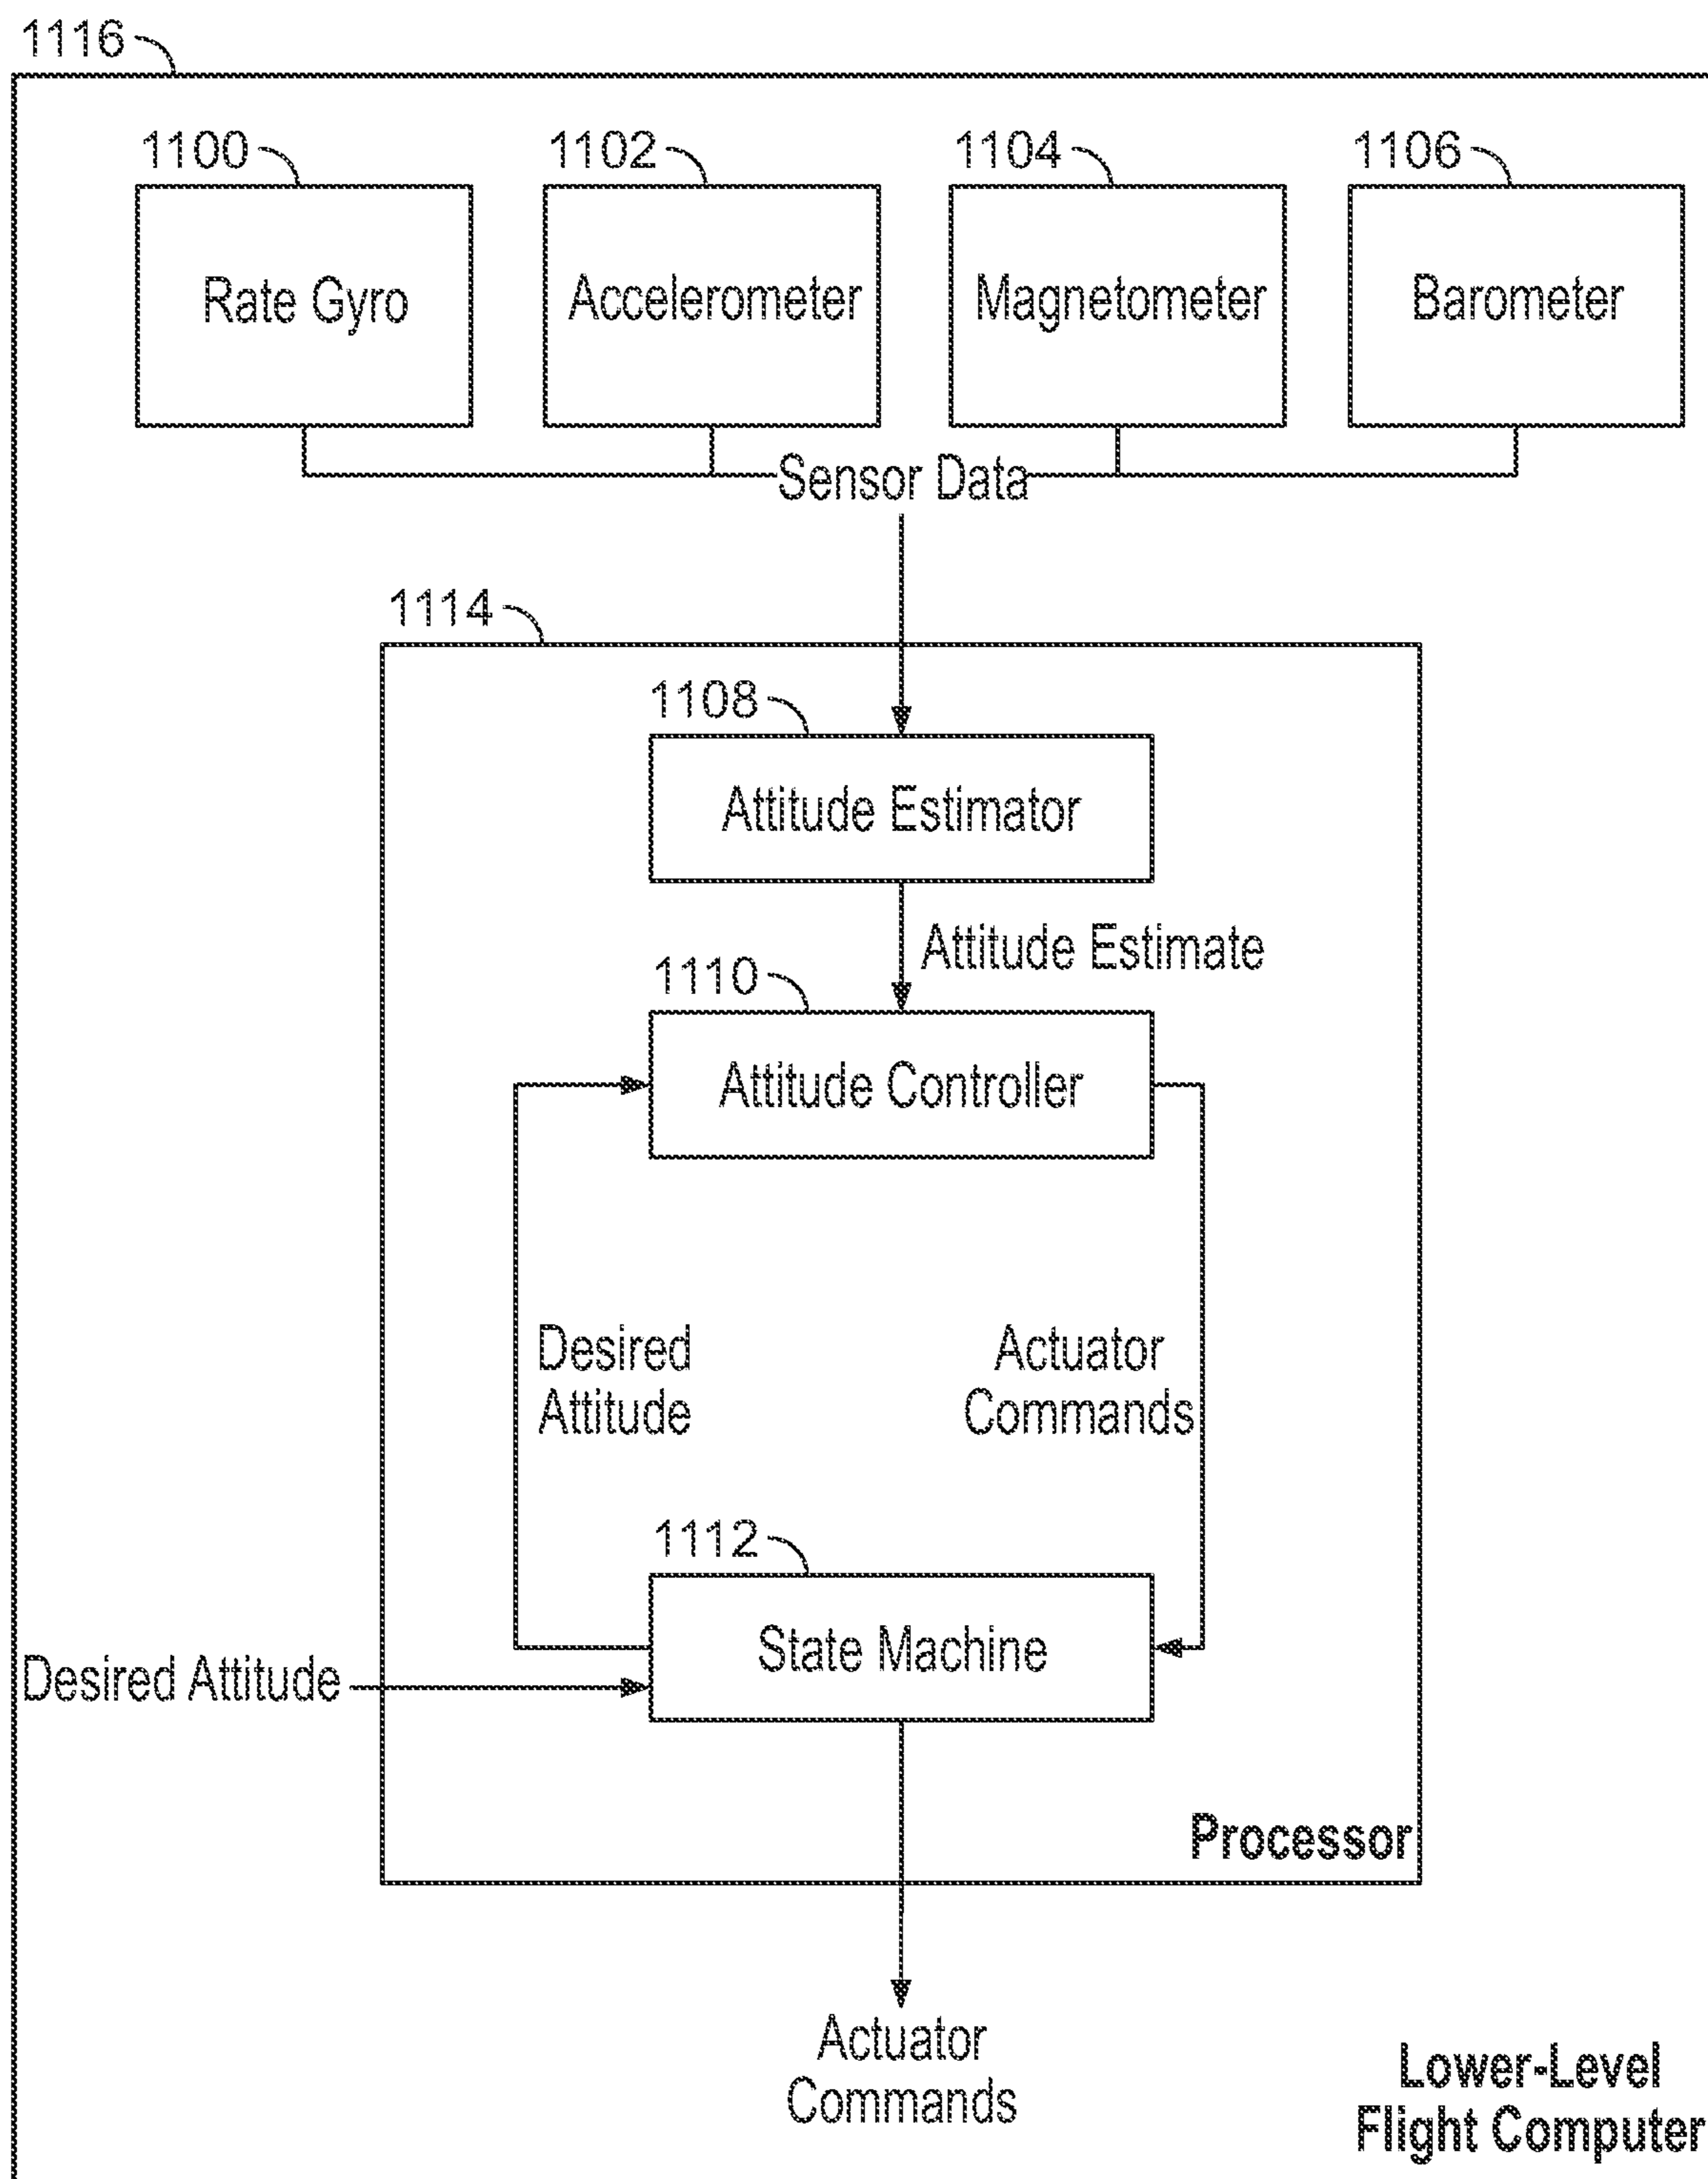 1116
1100
1102
1104
1106
Rate Gyro
Accelerometer
Magnetometer
Barometer
Sensor Data
1114
1108
Attitude Estimator
Attitude Estimate
1110
Attitude Controller
Desired
Attitude
Actuator
Commands
1112
State Machine
Desired Attitude
Processor
Actuator
Commands
Lower-Level
Flight Computer